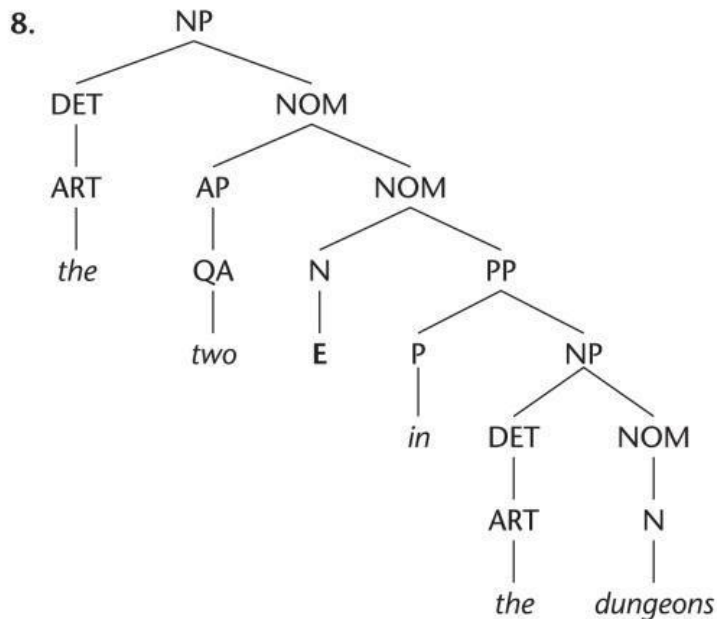 8.
NP
DET NOM
ART AP NOM
the QA N PP
two E P NP
in DET NOM
ART N
the dungeons